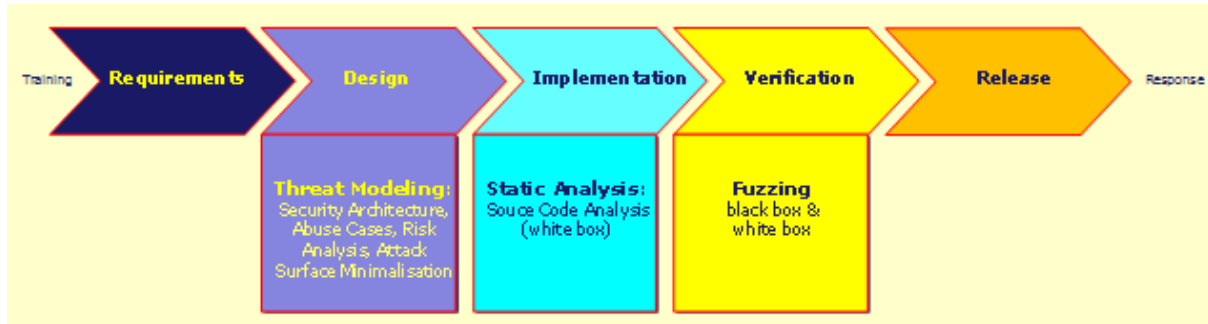 Training
Requirements
Design
Implementation
Verification
Release
Response
Threat Modeling:
Security Architecture,
Abuse Cases, Risk
Analysis, Attack
Surface Minimalisation
Static Analysis:
Souce Code Analysis
(white box)
Fuzzing
black box &
white box